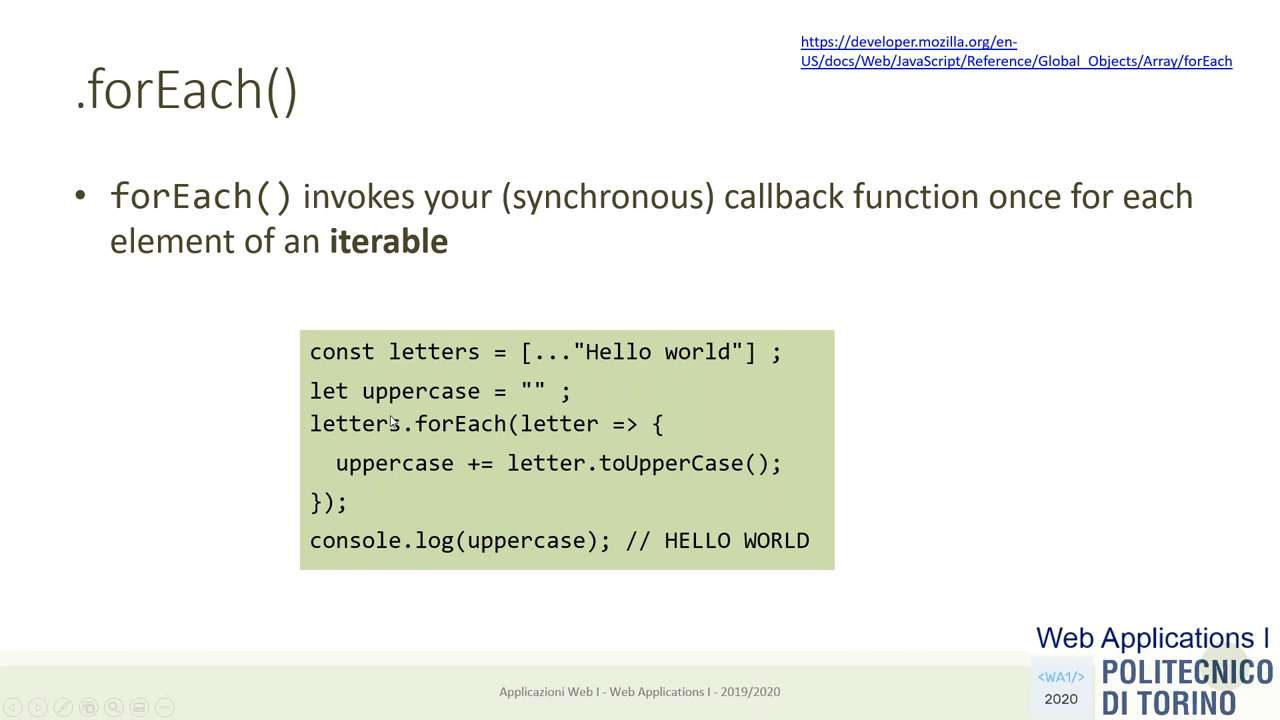 https://developer.mozilla.org/en-
US/docs/Web/JavaScript/Reference/Global_Objects/Array/forEach
.forEach()
• forEach() invokes your (synchronous) callback function once for each
element of an iterable
const letters = [..."Hello world"] ;
let uppercase = "" ;
letters.forEach(letter => {
  uppercase += letter.toUpperCase();
});
console.log(uppercase); // HELLO WORLD
Web Applications I
Applicazioni Web I - Web Applications I - 2019/2020
<WA1/>
2020
POLITECNICO
DI TORINO